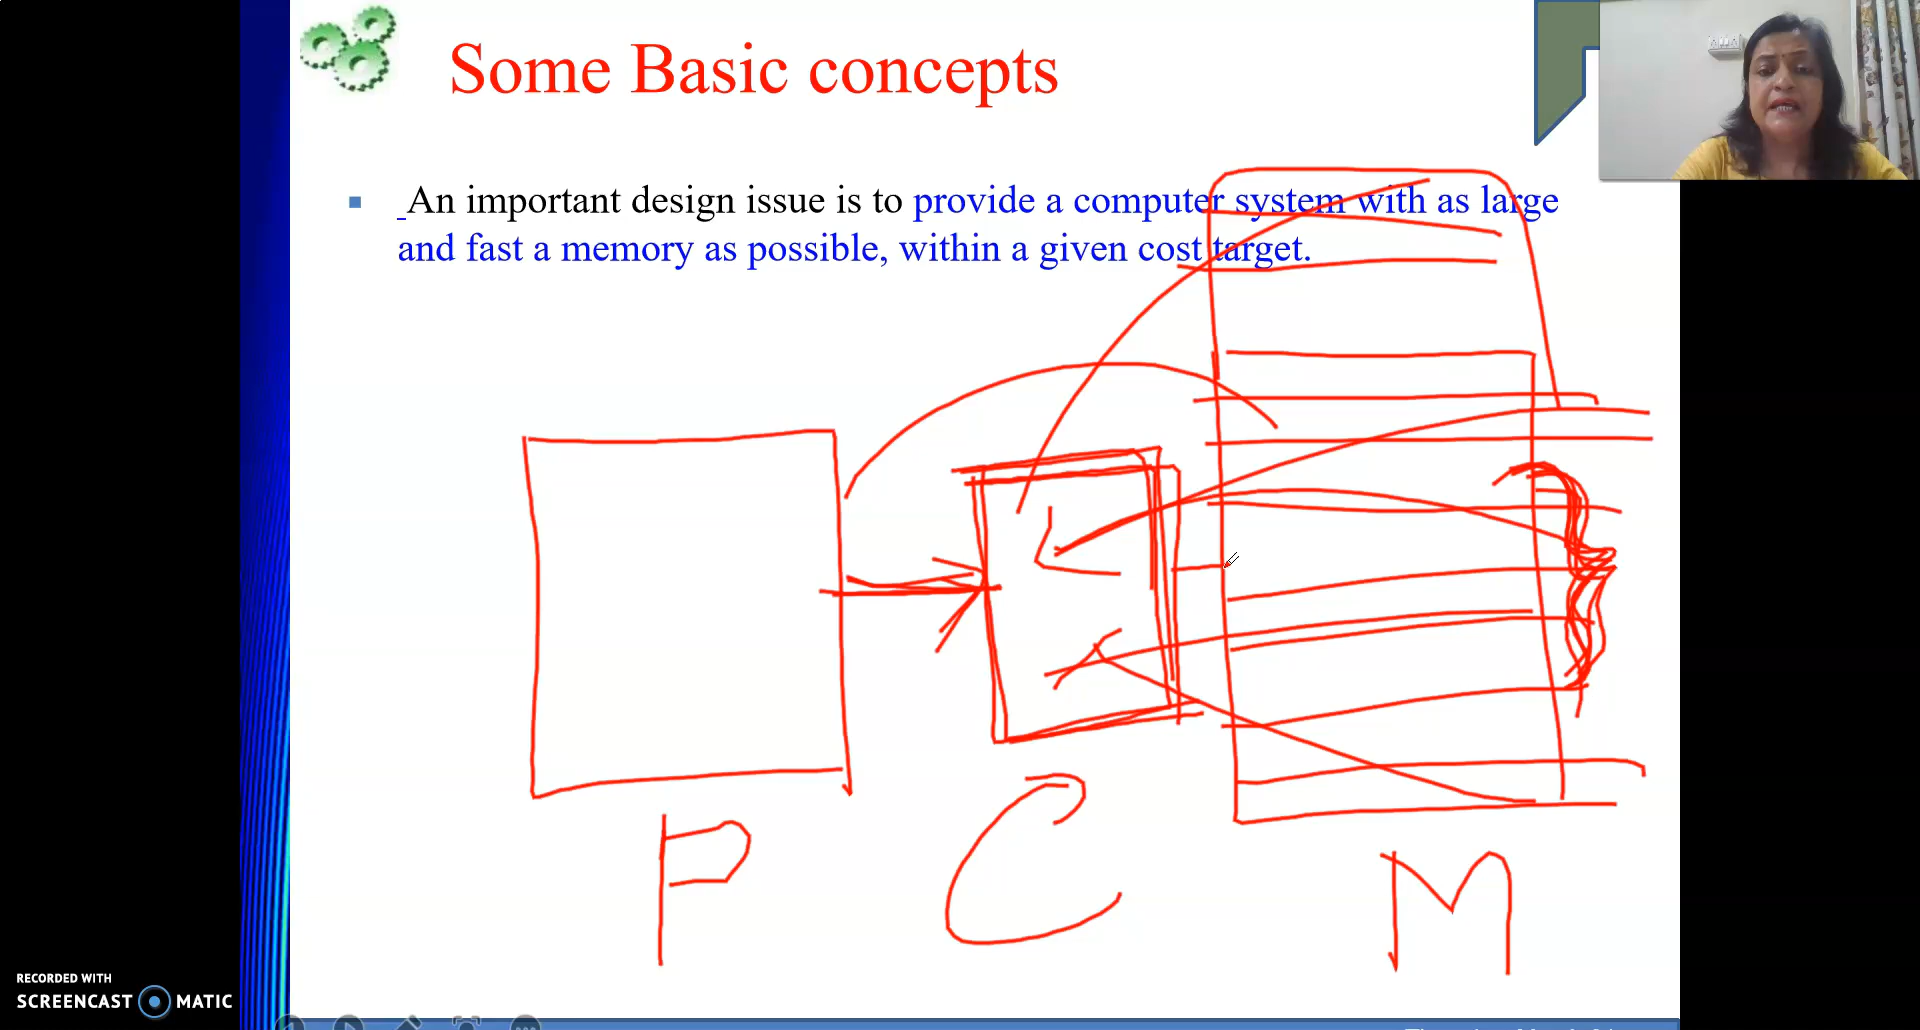 Some Basic concepts
An important design issue is to provide a computer system with as large
and fast a memory as possible, within a given cost target.
P C M
RECORDED WITH
SCREENCAST MATIC